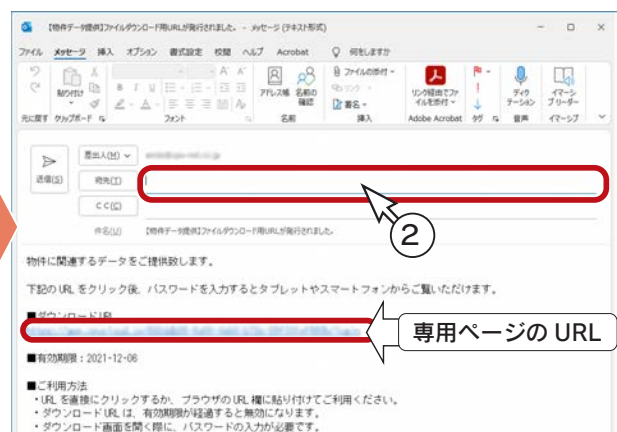 【物件データ提供】ファイルダウンロード用URLが発行されました。 - メッセージ (テキスト形式)
ファイル メッセージ 挿入 オプション 書式設定 校閲 ヘルプ Acrobat 何をしますか
貼り付け
B I U A A A
アドレス帳 名前の確認
ファイルの添付
リンク
署名
リンク経由でファイルを添付
ディクテーション
イマーシブ リーダー
元に戻す クリップボード フォント 名前 挿入 Adobe Acrobat タグ 音声 イマーシブ
送信(S)
差出人(M)
宛先(T)
CC(C)
件名(U) 【物件データ提供】ファイルダウンロード用URLが発行されました。
②
物件に関連するデータをご提供致します。
下記の URL をクリック後、パスワードを入力するとタブレットやスマートフォンからご覧いただけます。
■ダウンロードURL
専用ページの URL
■有効期限：2021-12-06
■ご利用方法
・URL を直接にクリックするか、ブラウザの URL 欄に貼り付けてご利用ください。
・ダウンロード URL は、有効期限が経過すると無効になります。
・ダウンロード画面を開く際に、パスワードの入力が必要です。